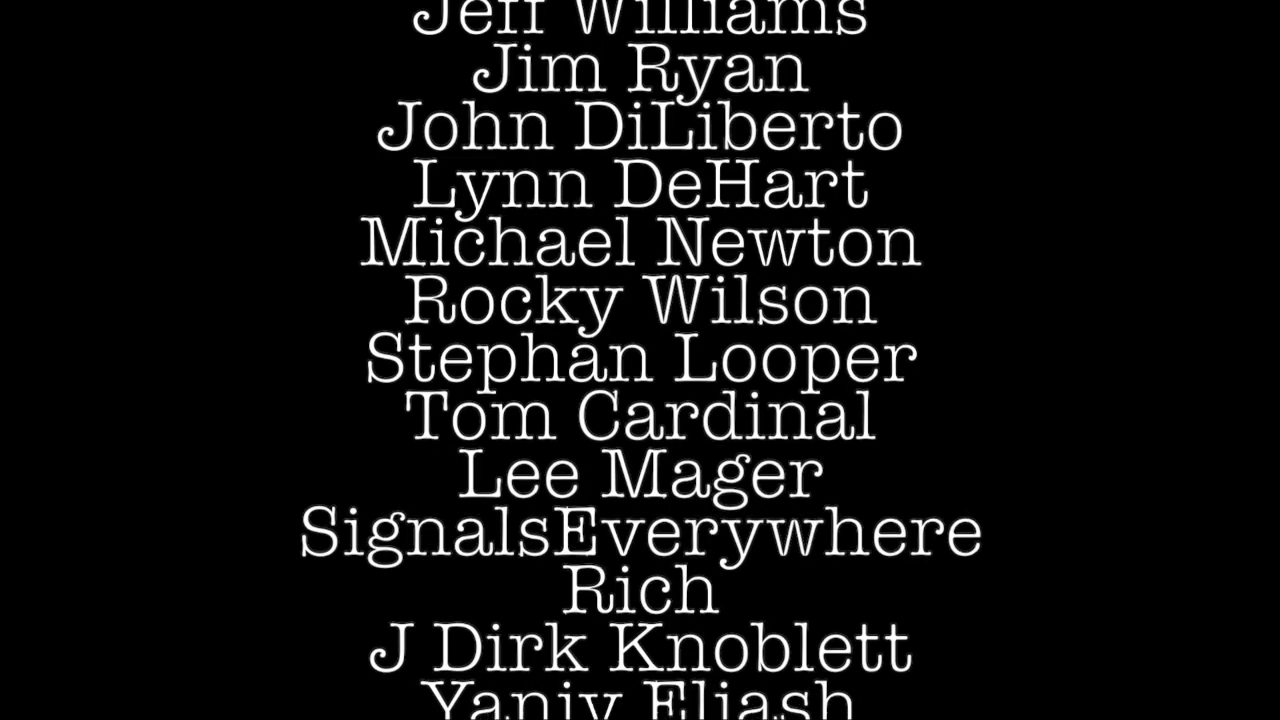 Jeff Williams
Jim Ryan
John DiLiberto
Lynn DeHart
Michael Newton
Rocky Wilson
Stephan Looper
Tom Cardinal
Lee Mager
SignalsEverywhere
Rich
J Dirk Knoblett
Yaniv Eliash